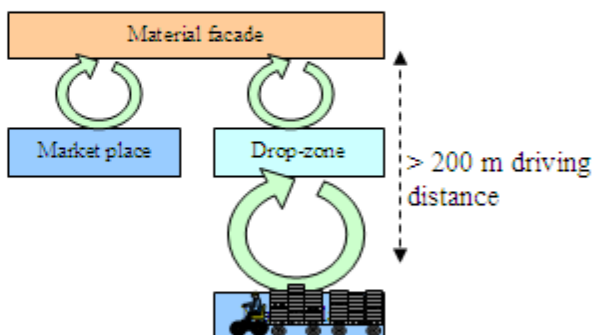 Material facade
Market place
Drop-zone
> 200 m driving
distance